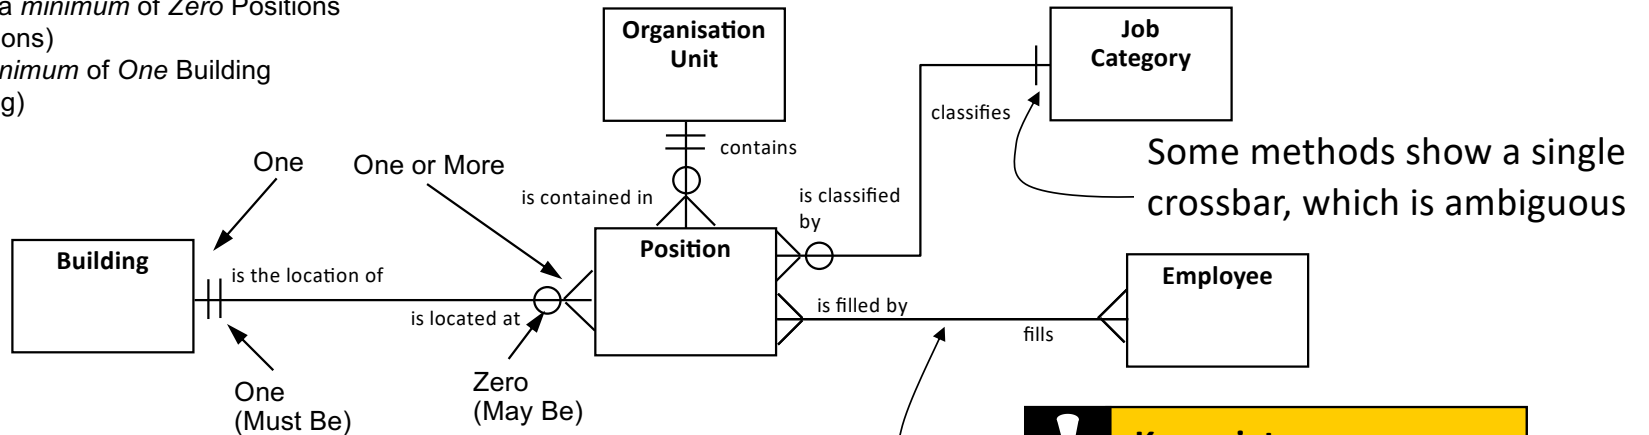 a minimum of Zero Positions
ons)
nimum of One Building
g)
Organisation
Unit
Job
Category
classifies
contains
Some methods show a single
crossbar, which is ambiguous
One
One or More
is contained in
is classified
by
Building
Position
Employee
is the location of
is located at
is filled by
fills
One
(Must Be)
Zero
(May Be)